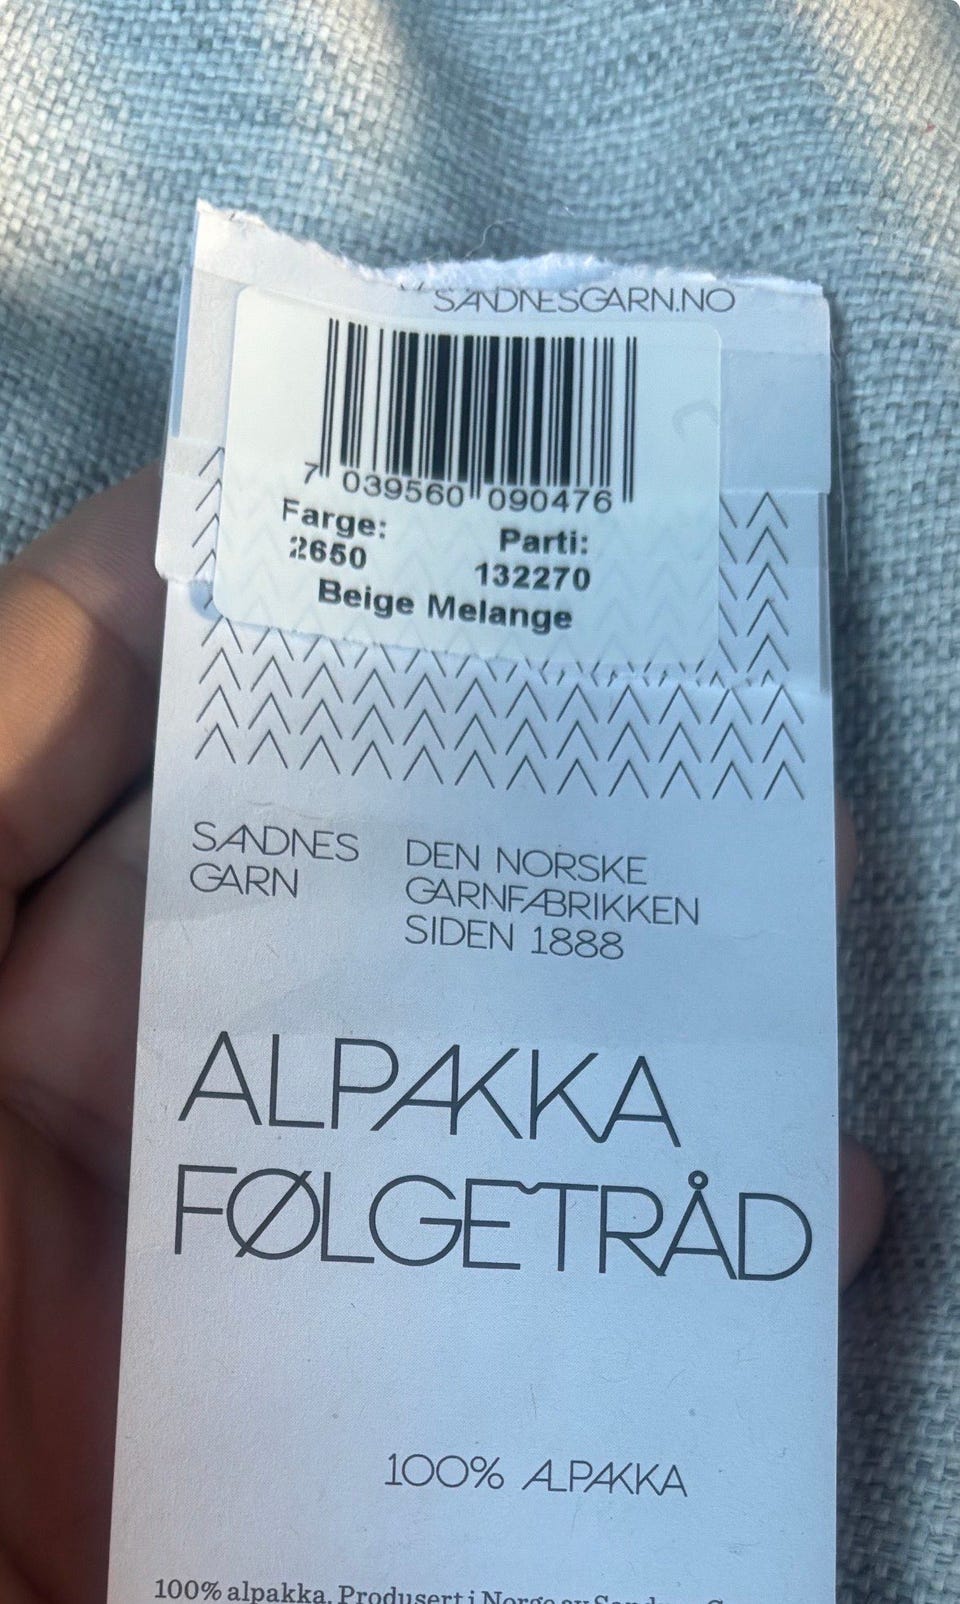 SANDNESGARN.NO
7 039560 090476
Farge: Parti:
2650 132270
Beige Melange
SANDNES
GARN
DEN NORSKE
GARNFABRIKKEN
SIDEN 1888
ALPAKKA
FØLGETRÅD
100% ALPAKKA
100% alpakka. Produsert i Norge av